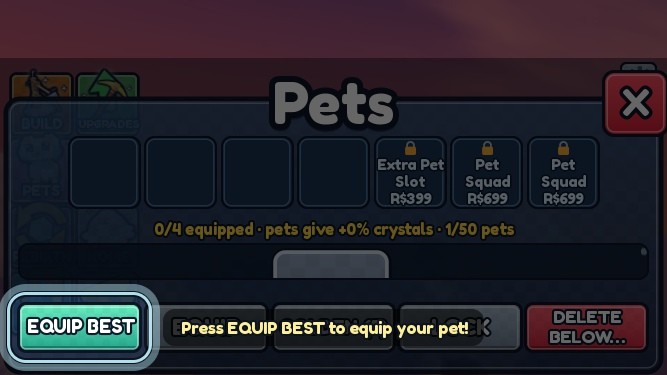 Pets
BUILD
UPGRADES
PETS
Extra Pet
Slot
R$399
Pet
Squad
R$699
Pet
Squad
R$699
0/4 equipped · pets give +0% crystals · 1/50 pets
EQUIP BEST
Press EQUIP BEST to equip your pet!
DELETE
BELOW...